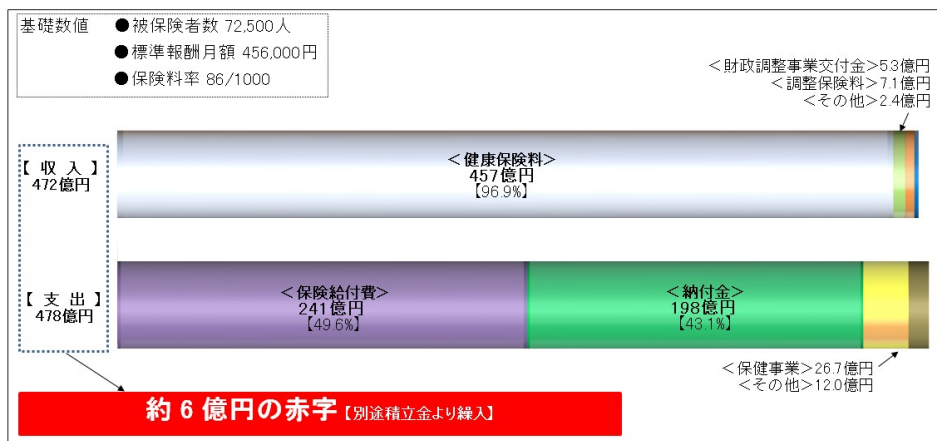 基礎数値 ●被保険者数 72,500人
●標準報酬月額 456,000円
●保険料率 86/1000
＜財政調整事業交付金＞5.3億円
＜調整保険料＞7.1億円
＜その他＞2.4億円
【 収 入 】
472億円
＜健康保険料＞
457億円
【96.9%】
【 支 出 】
478億円
＜保険給付費＞
241億円
【49.6%】
＜納付金＞
198億円
【43.1%】
＜保健事業＞26.7億円
＜その他＞12.0億円
約 6 億円の赤字【別途積立金より繰入】